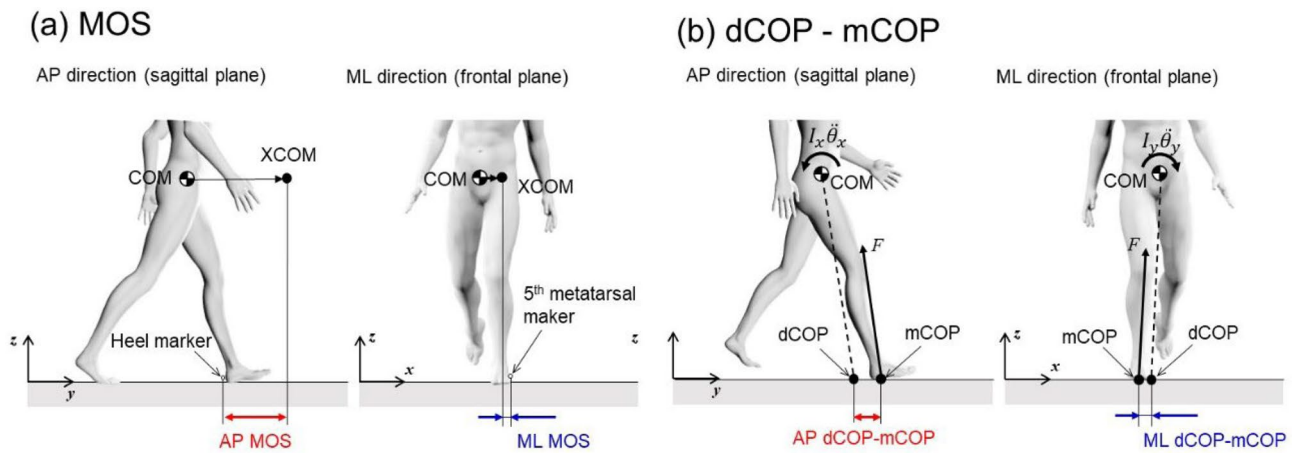 (a) MOS
AP direction (sagittal plane)
ML direction (frontal plane)
COM
XCOM
COM
XCOM
Heel marker
5th metatarsal
maker
z
y
z
x
z
AP MOS
ML MOS
(b) dCOP - mCOP
AP direction (sagittal plane)
ML direction (frontal plane)
Iₓθ̈ₓ
COM
F
dCOP
mCOP
z
y
I_yθ̈_y
COM
F
mCOP
dCOP
z
x
AP dCOP-mCOP
ML dCOP-mCOP